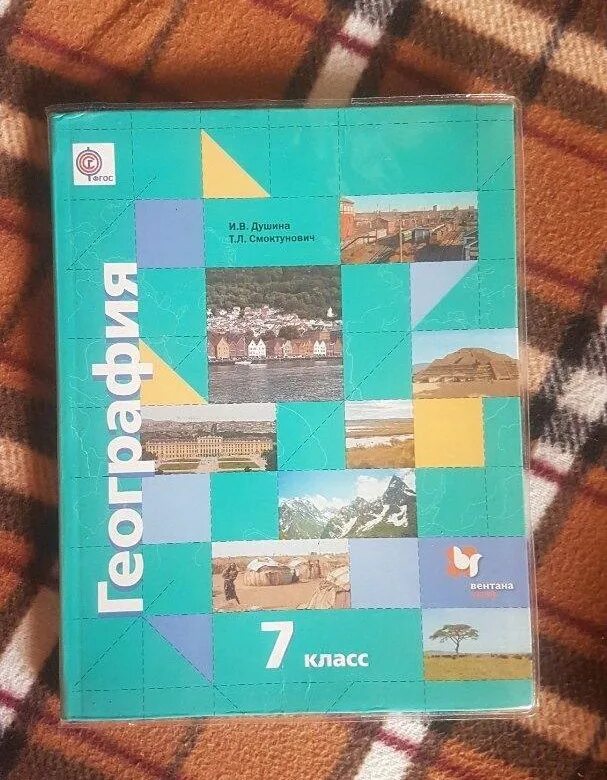 ФГОС
И.В. Душина
Т.Л. Смоктунович
География
вентана
7 класс